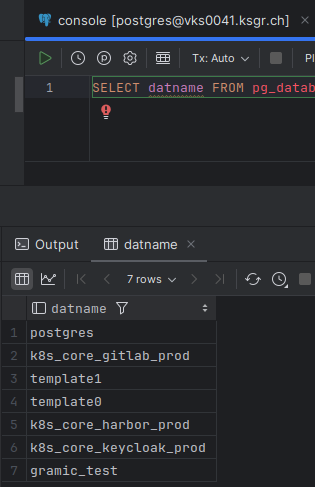 console [postgres@vks0041.ksgr.ch]
Tx: Auto
1 SELECT datname FROM pg_datab
Output
datname
7 rows
datname
1 postgres
2 k8s_core_gitlab_prod
3 template1
4 template0
5 k8s_core_harbor_prod
6 k8s_core_keycloak_prod
7 gramic_test